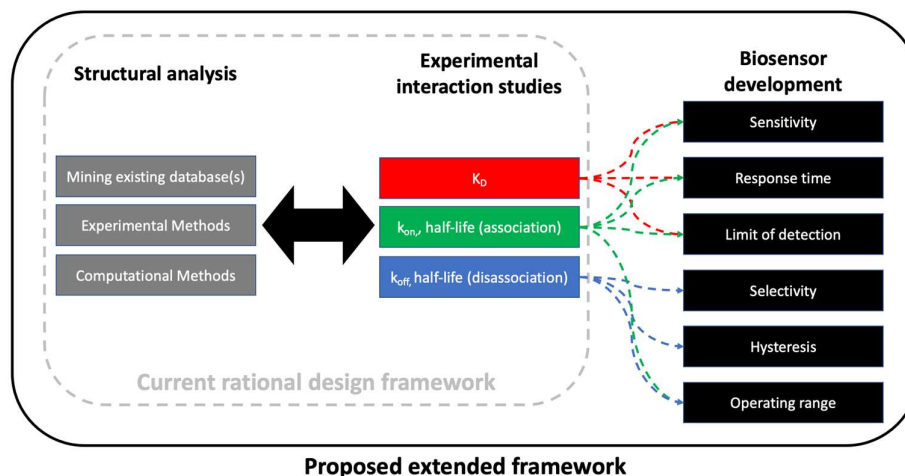 Structural analysis
Mining existing database(s)
Experimental Methods
Computational Methods
Experimental
interaction studies
K_D
k_on,, half-life (association)
k_off, half-life (disassociation)
Biosensor
development
Sensitivity
Response time
Limit of detection
Selectivity
Hysteresis
Operating range
Current rational design framework
Proposed extended framework